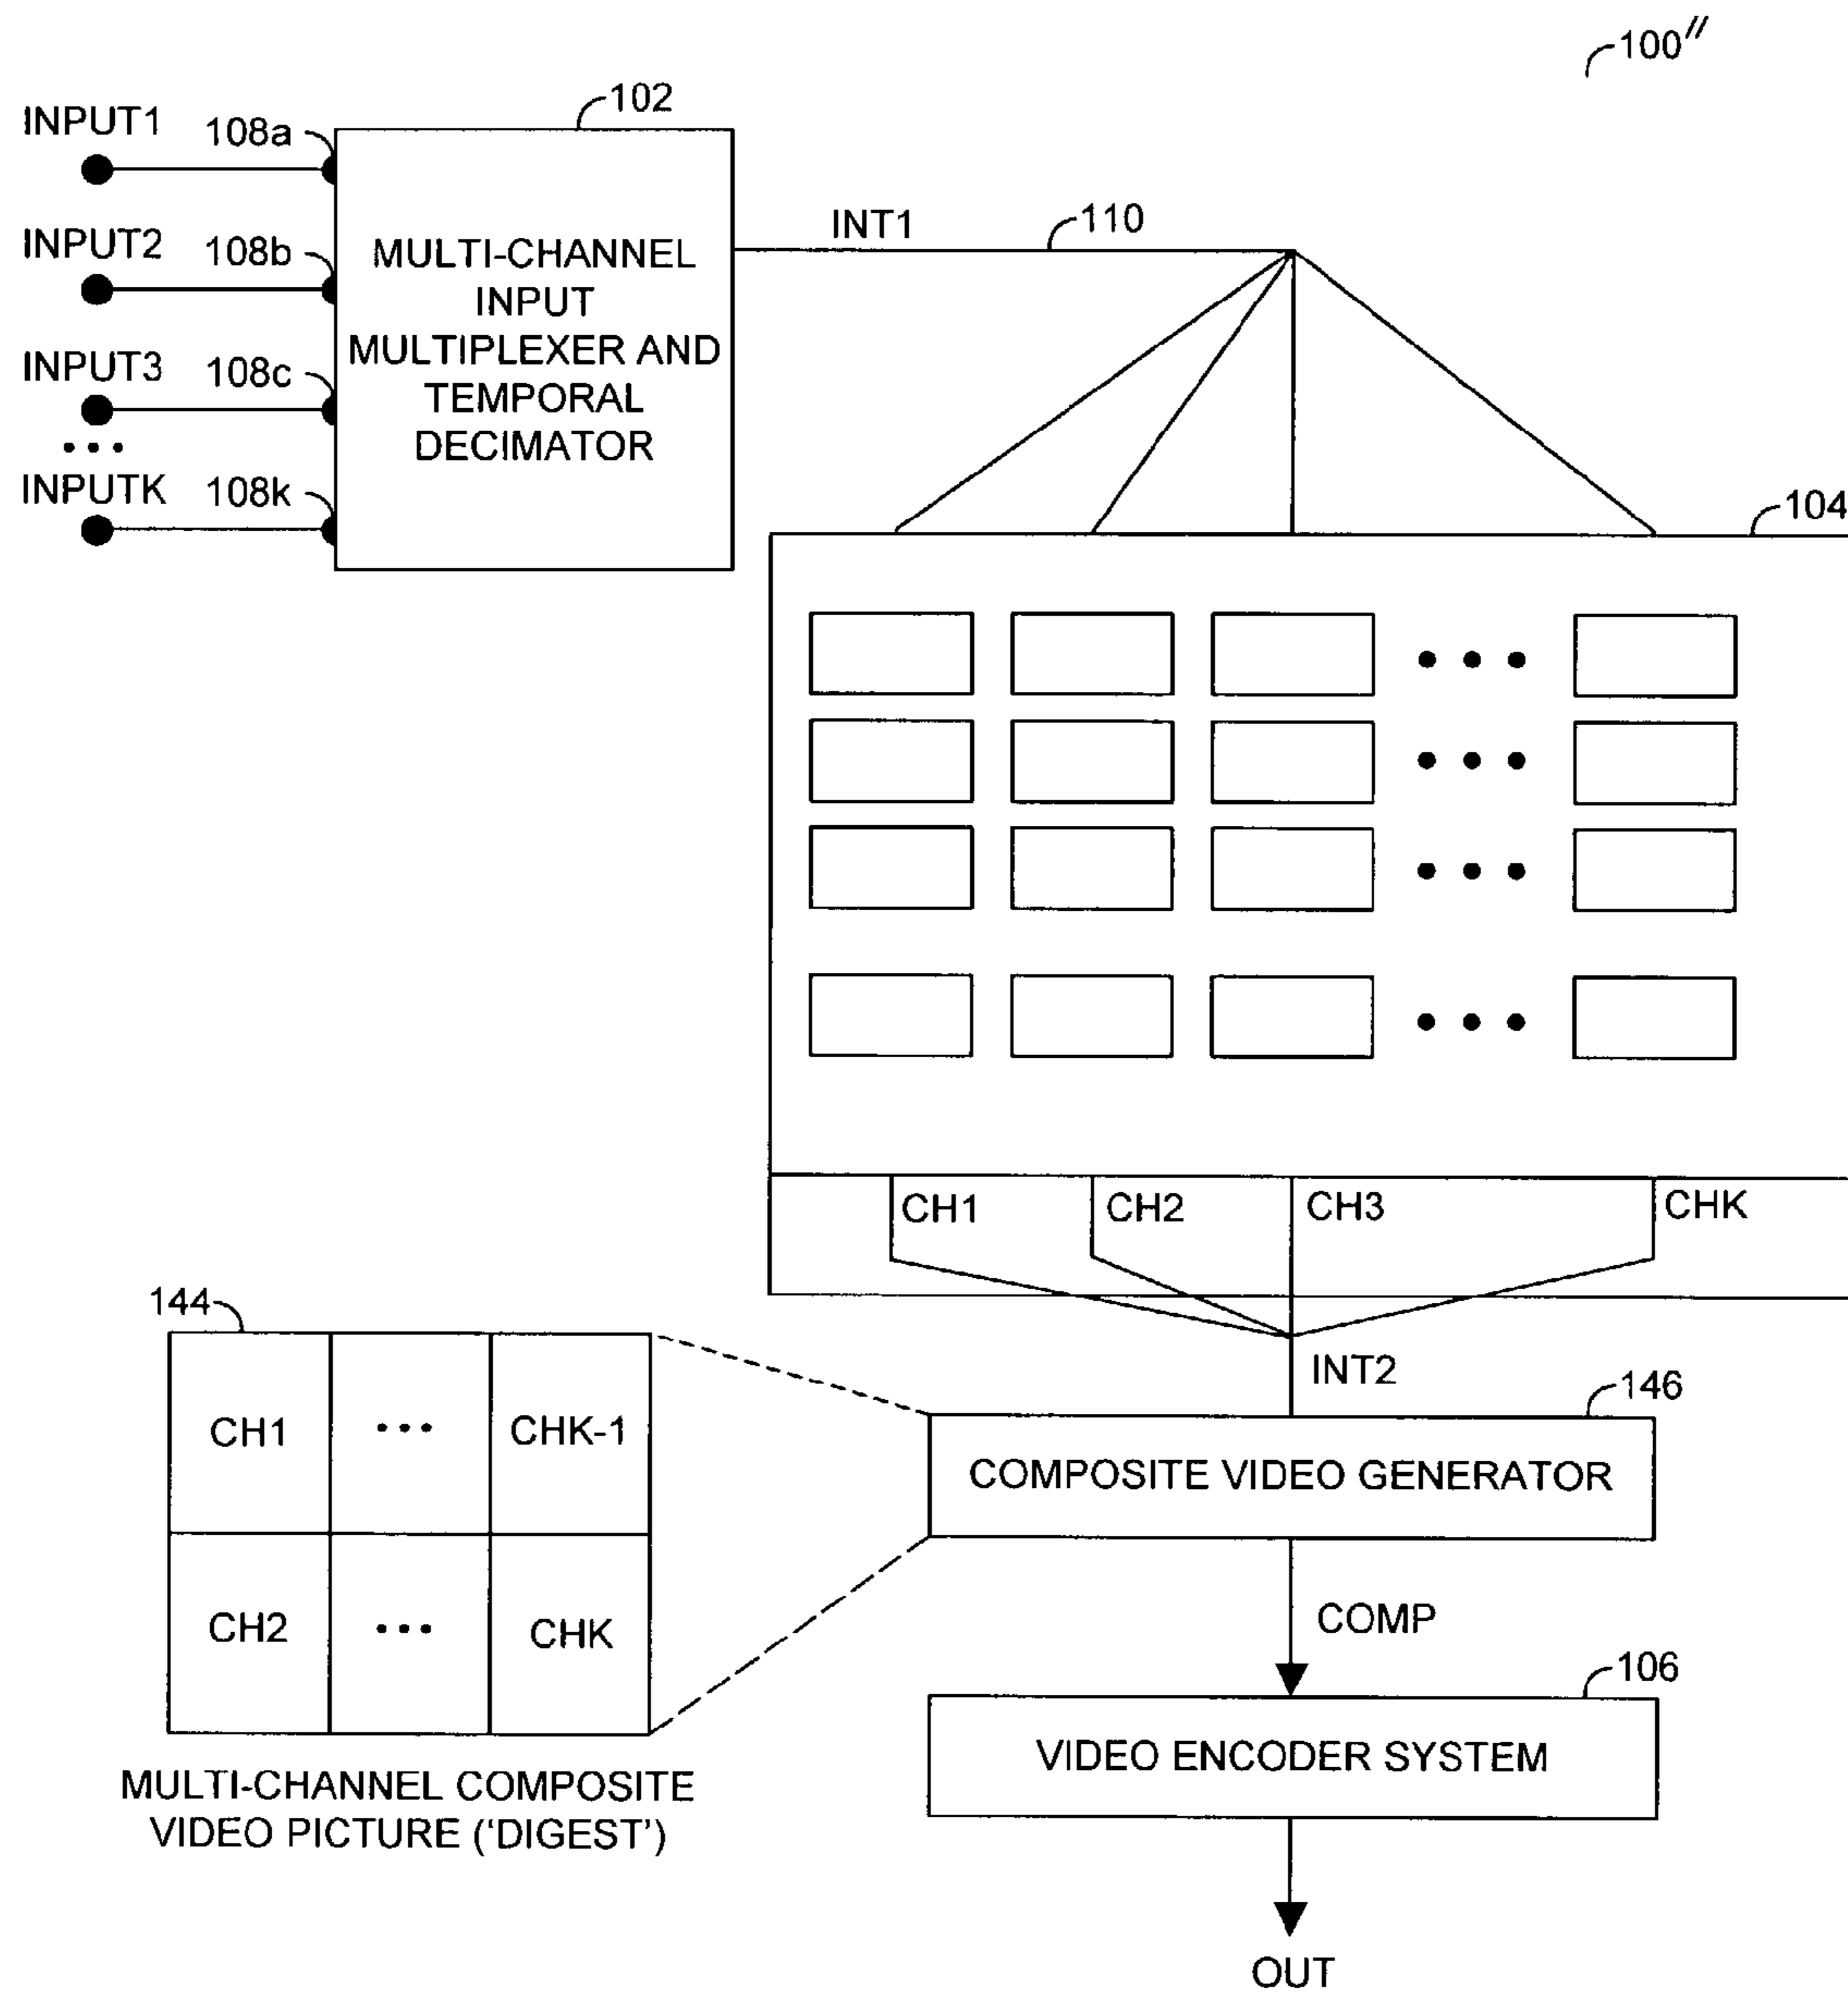 100″
102
INPUT1
108a
INPUT2
108b
INPUT3
108c
...
INPUTK
108k
MULTI-CHANNEL
INPUT
MULTIPLEXER AND
TEMPORAL
DECIMATOR
INT1
110
104
CH1
CH2
CH3
CHK
INT2
144
CH1
...
CHK-1
CH2
...
CHK
MULTI-CHANNEL COMPOSITE
VIDEO PICTURE (‘DIGEST’)
146
COMPOSITE VIDEO GENERATOR
COMP
106
VIDEO ENCODER SYSTEM
OUT